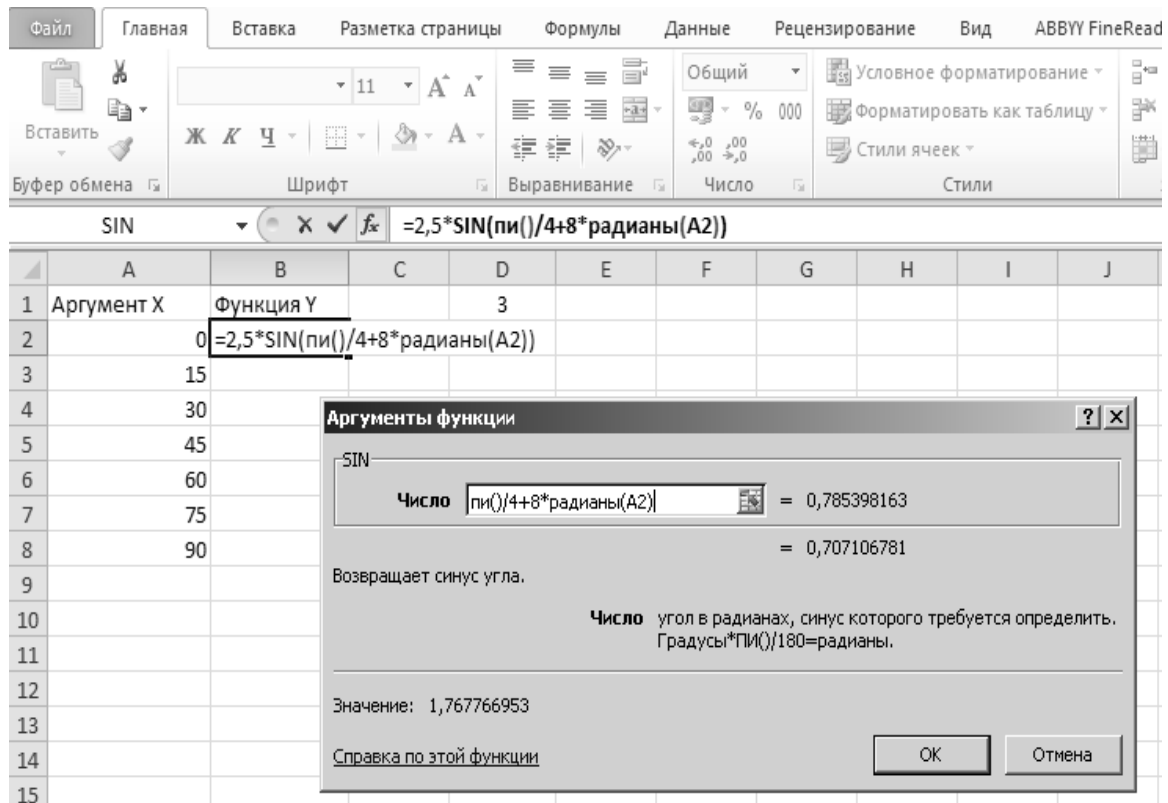 Файл Главная Вставка Разметка страницы Формулы Данные Рецензирование Вид ABBYY FineRead
11 A A Общий Условное форматирование
Вставить Ж К Ч A % 000 Форматировать как таблицу
,0 ,00 ,00 ,0 Стили ячеек
Буфер обмена Шрифт Выравнивание Число Стили
SIN fx =2,5*SIN(пи()/4+8*радианы(A2))
A B C D E F G H I J
1 Аргумент X Функция Y 3
2 0 =2,5*SIN(пи()/4+8*радианы(A2))
3 15
4 30
5 45
6 60
7 75
8 90
9
10
11
12
13
14
15
Аргументы функции ? X
SIN
Число пи()/4+8*радианы(A2) = 0,785398163
= 0,707106781
Возвращает синус угла.
Число угол в радианах, синус которого требуется определить.
Градусы*ПИ()/180=радианы.
Значение: 1,767766953
Справка по этой функции OK Отмена